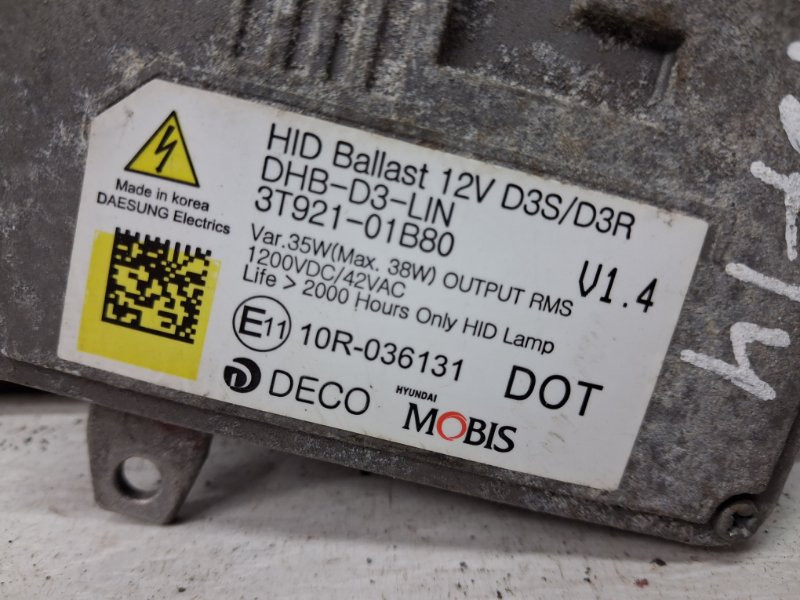 Made in korea
DAESUNG Electrics
HID Ballast 12V D3S/D3R
DHB-D3-LIN
3T921-01B80
V1.4
Var.35W(Max. 38W) OUTPUT RMS
1200VDC/42VAC
Life > 2000 Hours Only HID Lamp
E11 10R-036131
DOT
DECO
HYUNDAI
MOBIS